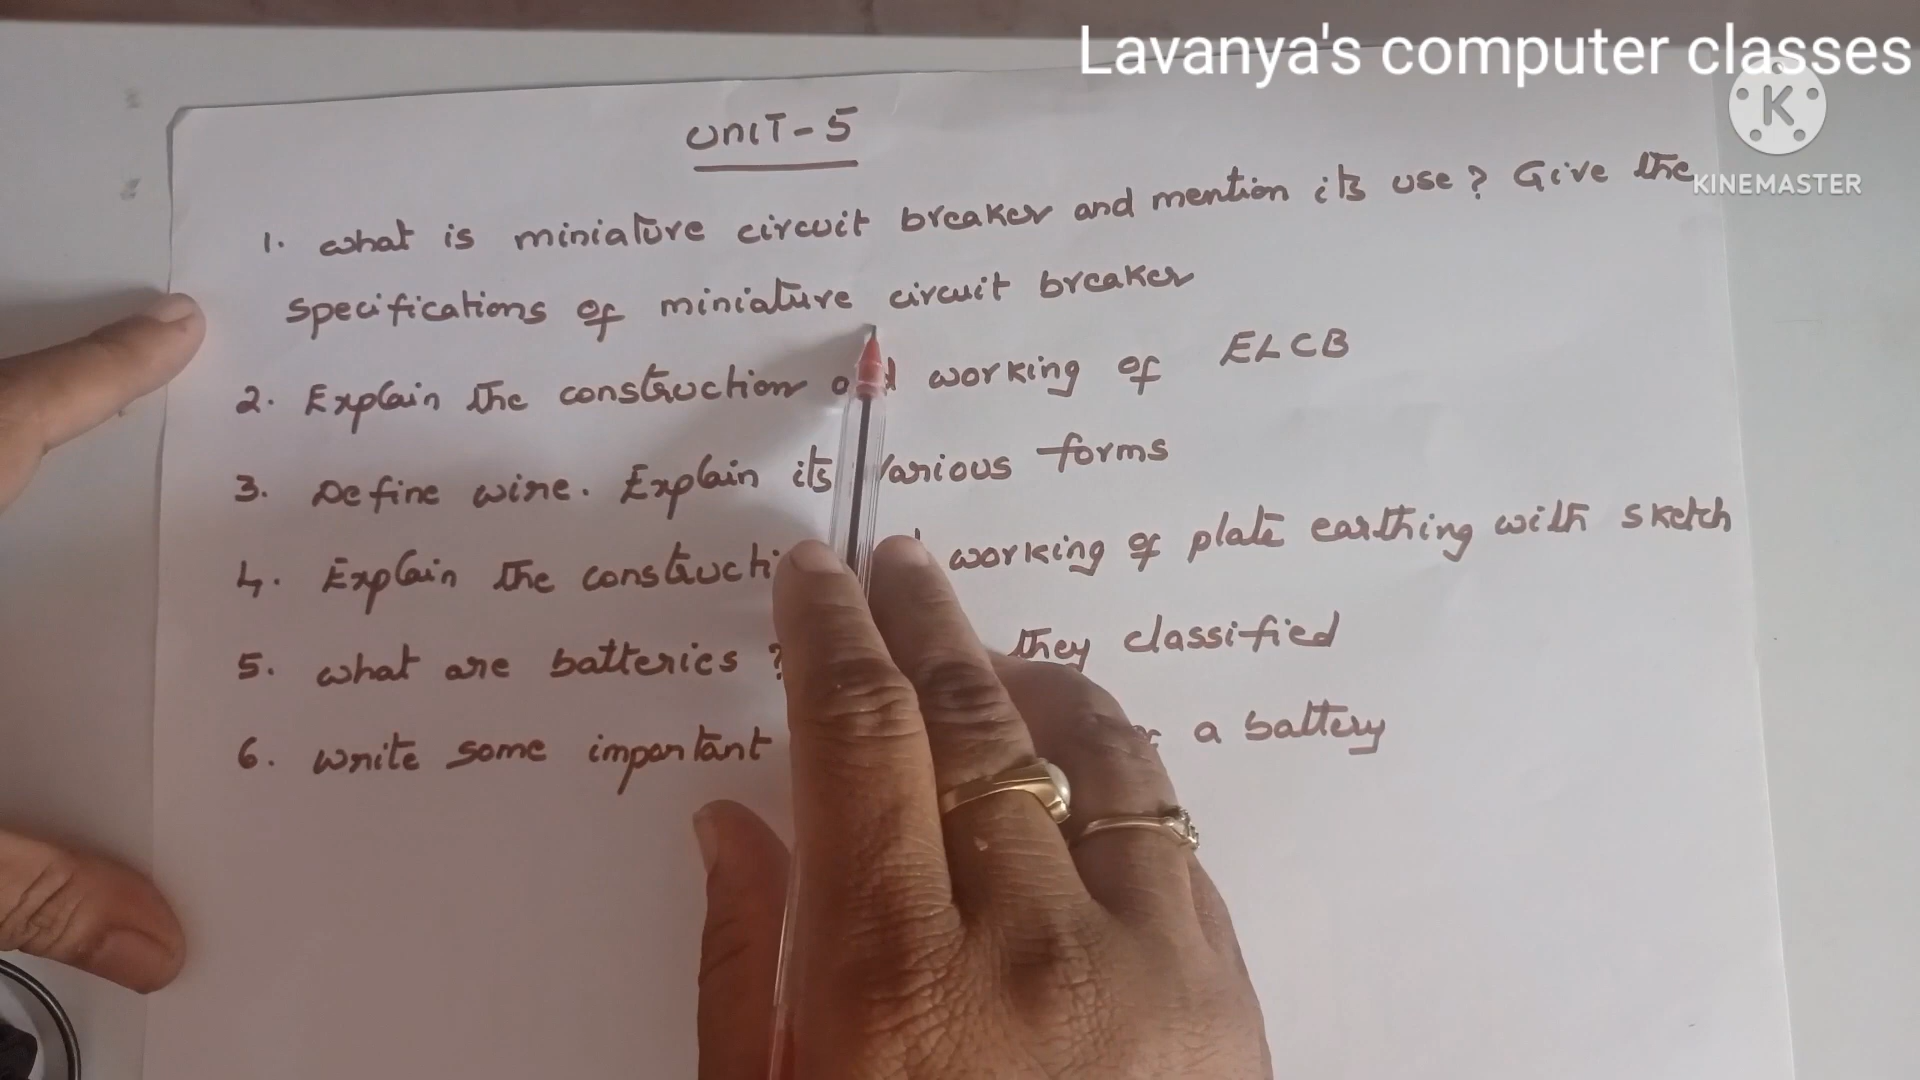 Lavanya's computer classes
KINEMASTER
UNIT-5
1. what is miniature circuit breaker and mention its use? Give the
specifications of miniature circuit breaker
2. Explain the construction working of ELCB
3. Define wire. Explain its various forms
4. Explain the working of plate earthing with sketch
5. what are batteries ? they classified
6. write some important a battery